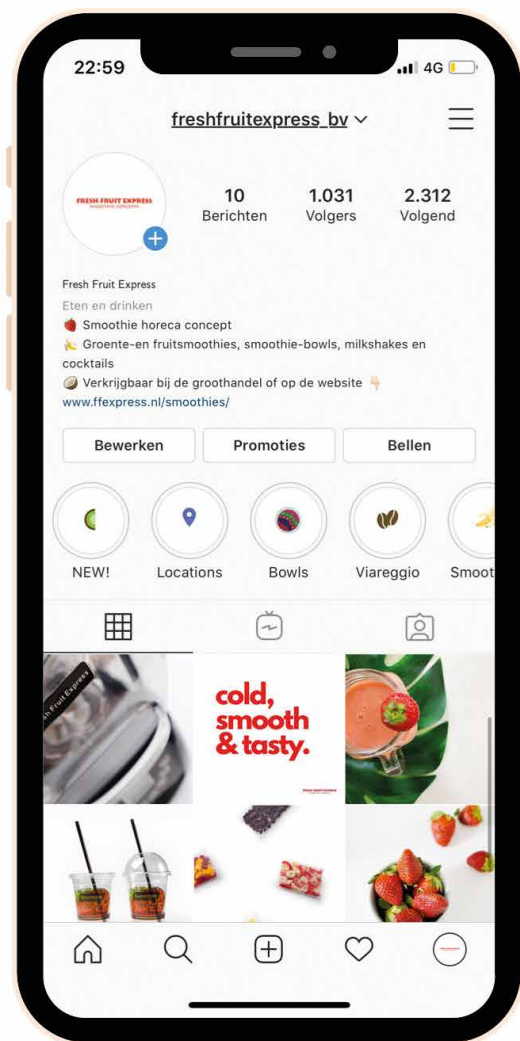 22:59
4G
freshfruitexpress_bv
FRESH FRUIT EXPRESS
10
Berichten
1.031
Volgers
2.312
Volgend
Fresh Fruit Express
Eten en drinken
Smoothie horeca concept
Groente-en fruitsmoothies, smoothie-bowls, milkshakes en
cocktails
Verkrijgbaar bij de groothandel of op de website
www.ffexpress.nl/smoothies/
Bewerken
Promoties
Bellen
NEW!
Locations
Bowls
Viareggio
Smoot
sh Fruit Express
cold,
smooth
& tasty.
FRESH FRUIT EXPRESS